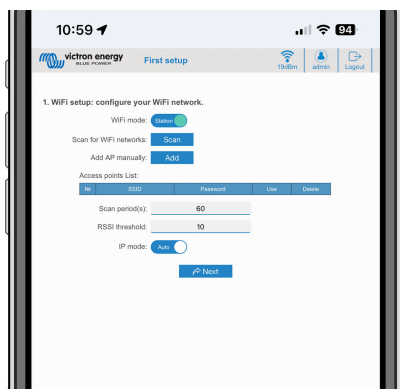 10:59
94
victron energy
BLUE POWER
First setup
19dBm
admin
Logout
1. WiFi setup: configure your WiFi network.
WiFi mode: Station
Scan for WiFi networks: Scan
Add AP manually: Add
Access points List:
№ SSID Password Use Delete
Scan period(s): 60
RSSI threshold: 10
IP mode: Auto
Next